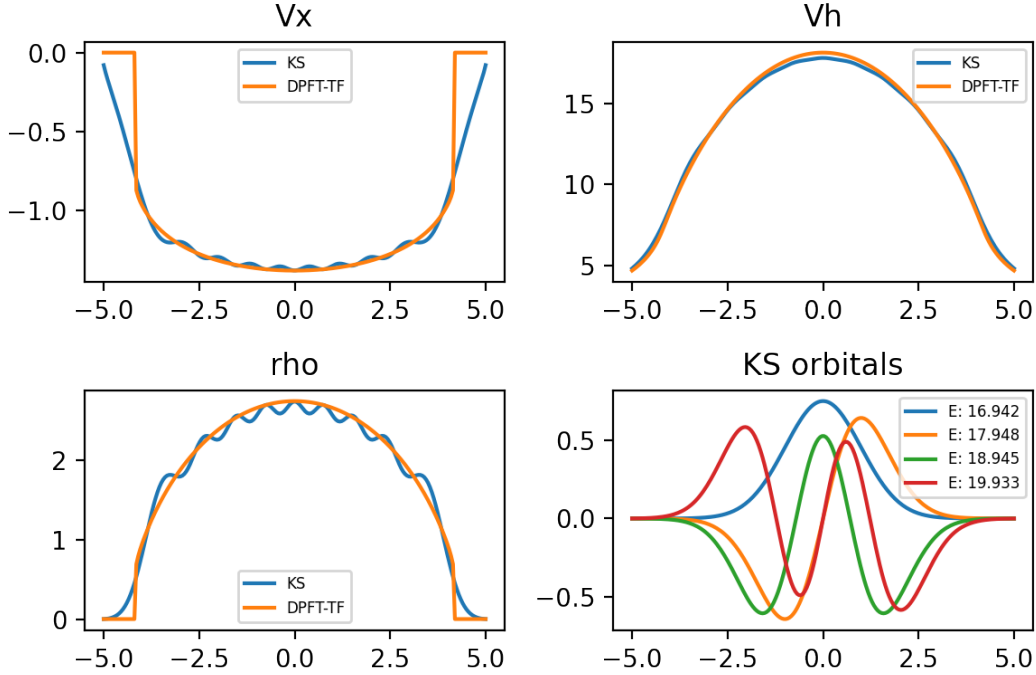 Vx
0.0
−0.5
−1.0
KS
DPFT-TF
−5.0 −2.5 0.0 2.5 5.0
Vh
15
10
5
KS
DPFT-TF
−5.0 −2.5 0.0 2.5 5.0
rho
2
1
0
KS
DPFT-TF
−5.0 −2.5 0.0 2.5 5.0
KS orbitals
0.5
0.0
−0.5
E: 16.942
E: 17.948
E: 18.945
E: 19.933
−5.0 −2.5 0.0 2.5 5.0